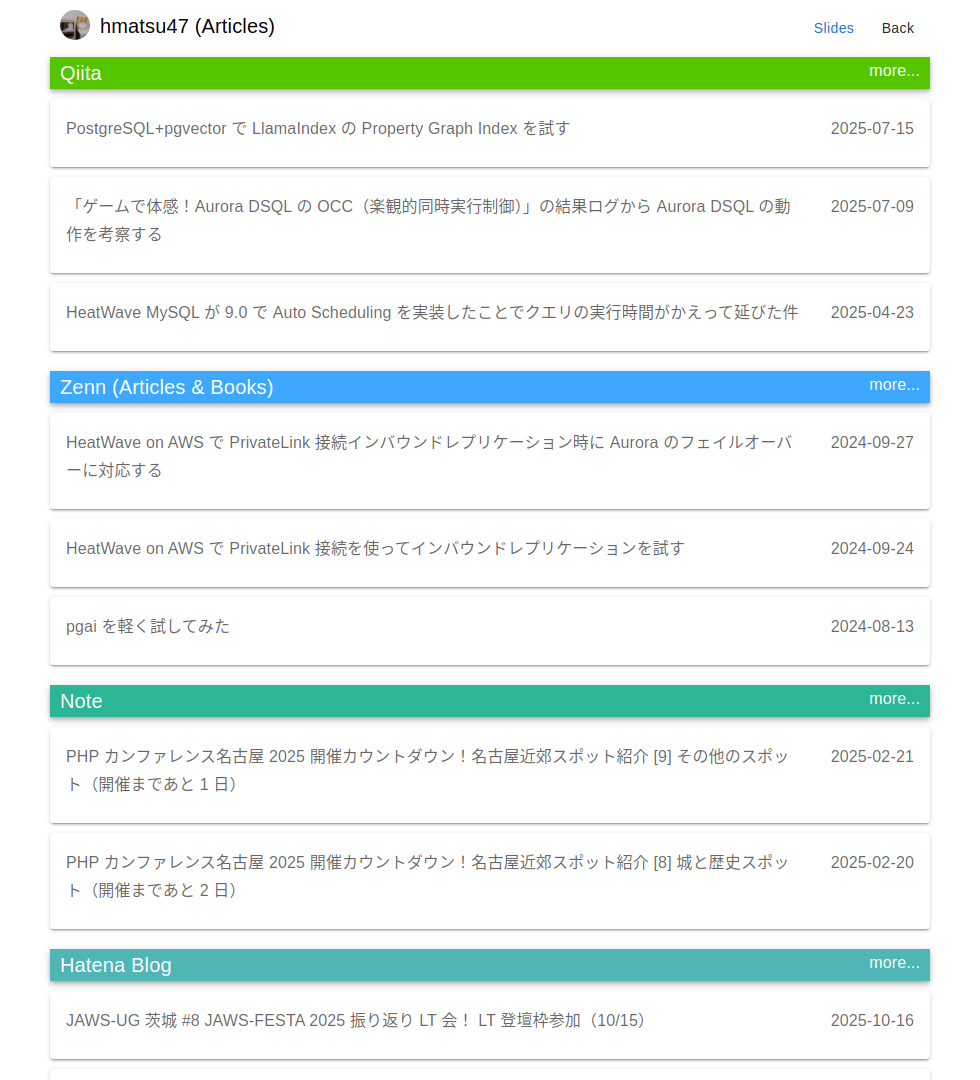 hmatsu47 (Articles)
Slides
Back
Qiita
more...
PostgreSQL+pgvector で LlamaIndex の Property Graph Index を試す
2025-07-15
「ゲームで体感！Aurora DSQL の OCC（楽観的同時実行制御）」の結果ログから Aurora DSQL の動
作を考察する
2025-07-09
HeatWave MySQL が 9.0 で Auto Scheduling を実装したことでクエリの実行時間がかえって延びた件
2025-04-23
Zenn (Articles & Books)
more...
HeatWave on AWS で PrivateLink 接続インバウンドレプリケーション時に Aurora のフェイルオーバ
ーに対応する
2024-09-27
HeatWave on AWS で PrivateLink 接続を使ってインバウンドレプリケーションを試す
2024-09-24
pgai を軽く試してみた
2024-08-13
Note
more...
PHP カンファレンス名古屋 2025 開催カウントダウン！名古屋近郊スポット紹介 [9] その他のスポッ
ト（開催まであと 1 日）
2025-02-21
PHP カンファレンス名古屋 2025 開催カウントダウン！名古屋近郊スポット紹介 [8] 城と歴史スポッ
ト（開催まであと 2 日）
2025-02-20
Hatena Blog
more...
JAWS-UG 茨城 #8 JAWS-FESTA 2025 振り返り LT 会！ LT 登壇枠参加（10/15）
2025-10-16